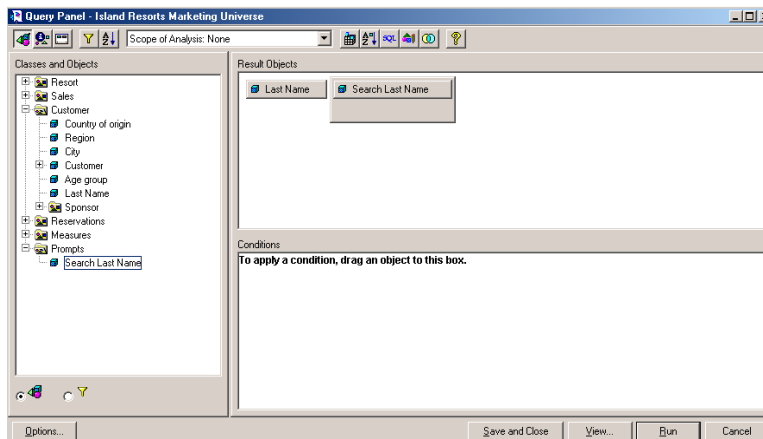 Query Panel - Island Resorts Marketing Universe
Scope of Analysis: None
SQL
Classes and Objects
Result Objects
Resort
Sales
Customer
Country of origin
Region
City
Customer
Age group
Last Name
Sponsor
Reservations
Measures
Prompts
Search Last Name
Last Name
Search Last Name
Conditions
To apply a condition, drag an object to this box.
Options...
Save and Close
View...
Run
Cancel